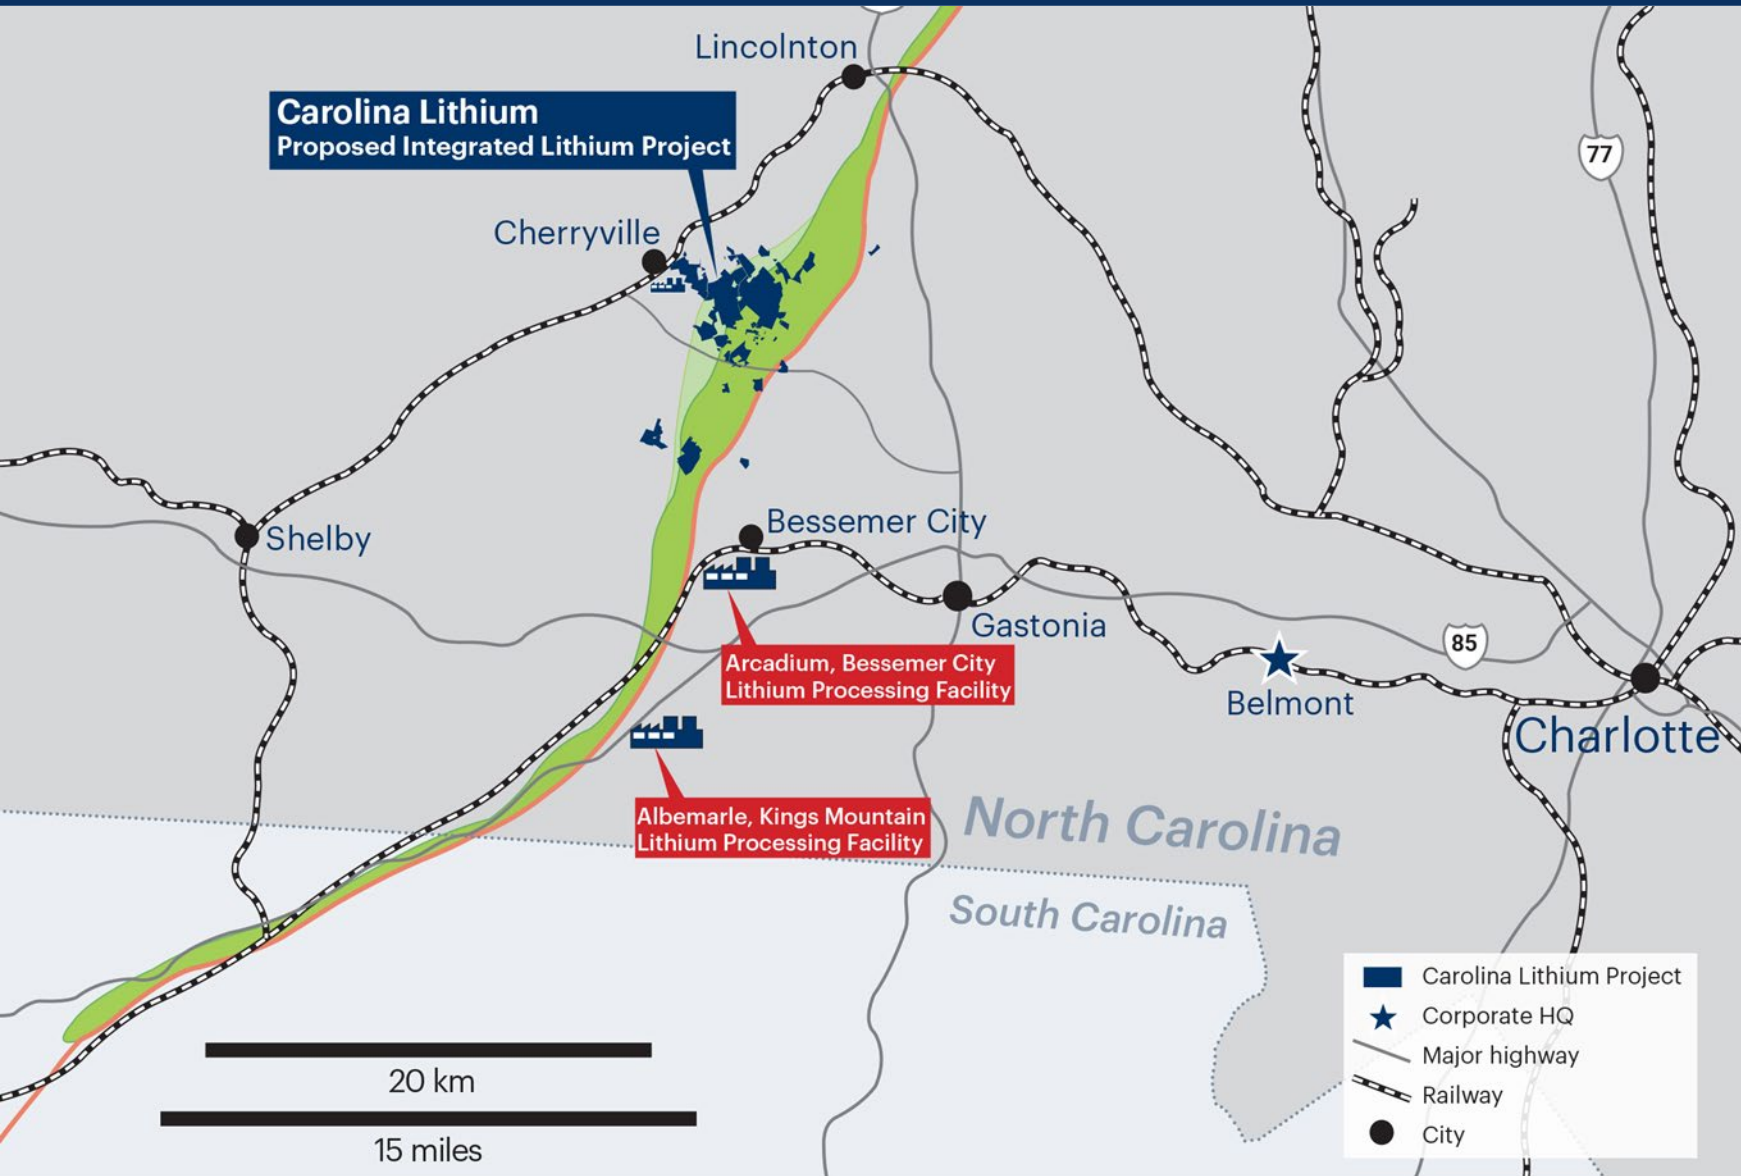 Lincolnton
Carolina Lithium
Proposed Integrated Lithium Project
77
Cherryville
Shelby
Bessemer City
Gastonia
85
Arcadium, Bessemer City
Lithium Processing Facility
Belmont
Charlotte
Albemarle, Kings Mountain
Lithium Processing Facility
North Carolina
South Carolina
20 km
15 miles
Carolina Lithium Project
Corporate HQ
Major highway
Railway
City